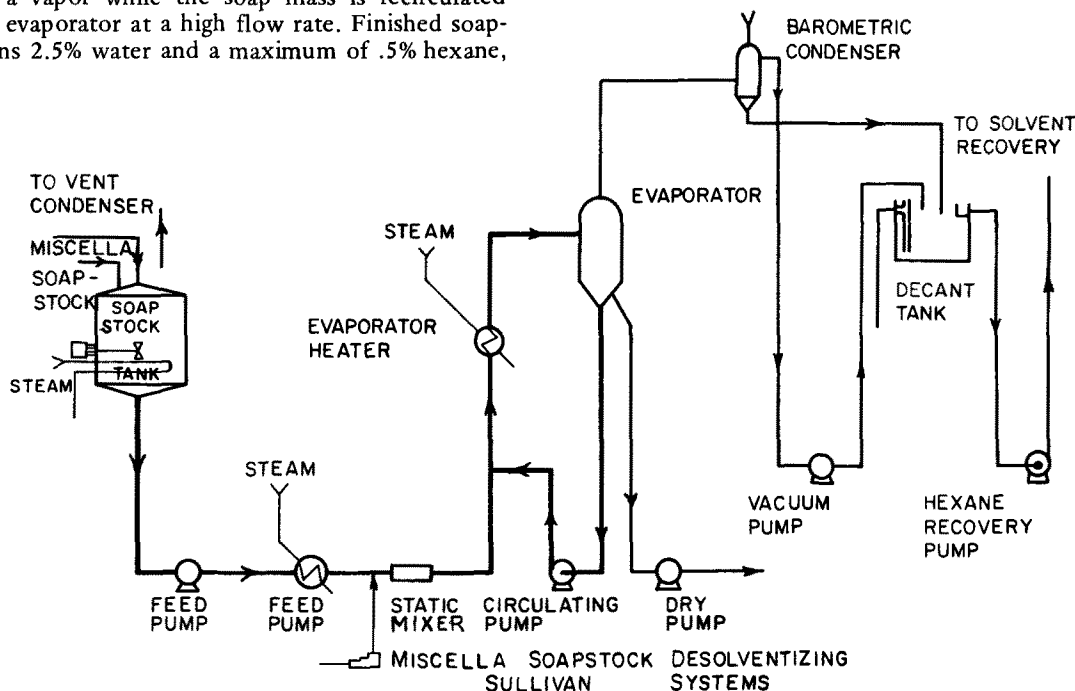 a vapor while the soap mass is recirculated
evaporator at a high flow rate. Finished soap-
ns 2.5% water and a maximum of .5% hexane,
BAROMETRIC
CONDENSER
TO SOLVENT
RECOVERY
TO VENT
CONDENSER
EVAPORATOR
STEAM
MISCELLA
SOAP-
STOCK
SOAP
STOCK
TANK
STEAM
DECANT
TANK
EVAPORATOR
HEATER
STEAM
VACUUM
PUMP
HEXANE
RECOVERY
PUMP
FEED
PUMP
FEED
PUMP
STATIC
MIXER
CIRCULATING
PUMP
DRY
PUMP
MISCELLA SOAPSTOCK DESOLVENTIZING
SULLIVAN SYSTEMS